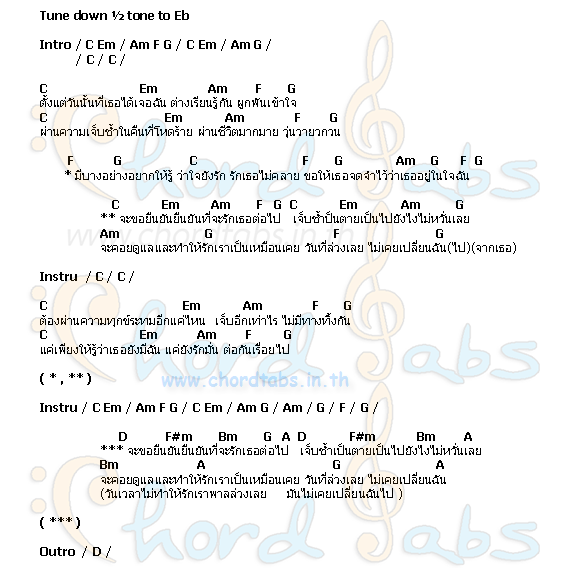 Tune down ½ tone to Eb
Intro / C Em / Am F G / C Em / Am G /
/ C / C /
C Em Am F G
ตั้งแต่วันนั้นที่เธอได้เจอฉัน ต่างเรียนรู้กัน ผูกพันเข้าใจ
C Em Am F G
ผ่านความเจ็บช้ำในคืนที่โหดร้าย ผ่านชีวิตมากมาย วุ่นวายวกวน
F G C F G Am G F G
* มีบางอย่างอยากให้รู้ ว่าใจยังรัก รักเธอไม่คลาย ขอให้เธอจดจำไว้ว่าเธออยู่ในใจฉัน
C Em Am F G C Em Am G
** จะขอยืนยันยืนยันที่จะรักเธอต่อไป เจ็บช้ำปั้นตายเป็นไปยังไงไม่หวั่นเลย
Am G F G
จะคอยดูแลและทำให้รักเราเป็นเหมือนเคย วันที่ล่วงเลย ไม่เคยเปลี่ยนฉัน(ไป)(จากเธอ)
Instru / C / C /
C Em Am F G
ต้องผ่านความทุกข์ระทมอีกแค่ไหน เจ็บอีกเท่าไร ไม่มีทางทิ้งกัน
C Em Am F G
แค่เพียงให้รู้ว่าเธอยังมีฉัน แค่ยังรักมั่น ต่อกันเรื่อยไป
( * , ** )
Instru / C Em / Am F G / C Em / Am G / Am / G / F / G /
D F#m Bm G A D F#m Bm A
*** จะขอยืนยันยืนยันที่จะรักเธอต่อไป เจ็บช้ำเป็นตายเป็นไปยังไงไม่หวั่นเลย
Bm A G A
จะคอยดูแลและทำให้รักเราเป็นเหมือนเคย วันที่ล่วงเลย ไม่เคยเปลี่ยนฉัน
(วันเวลาไม่ทำให้รักเราพาลล่วงเลย มันไม่เคยเปลี่ยนฉันไป )
( *** )
Outro / D /
www.chordtabs.in.th
www.chordtabs.in.th
Chord Tabs
Chord Tabs